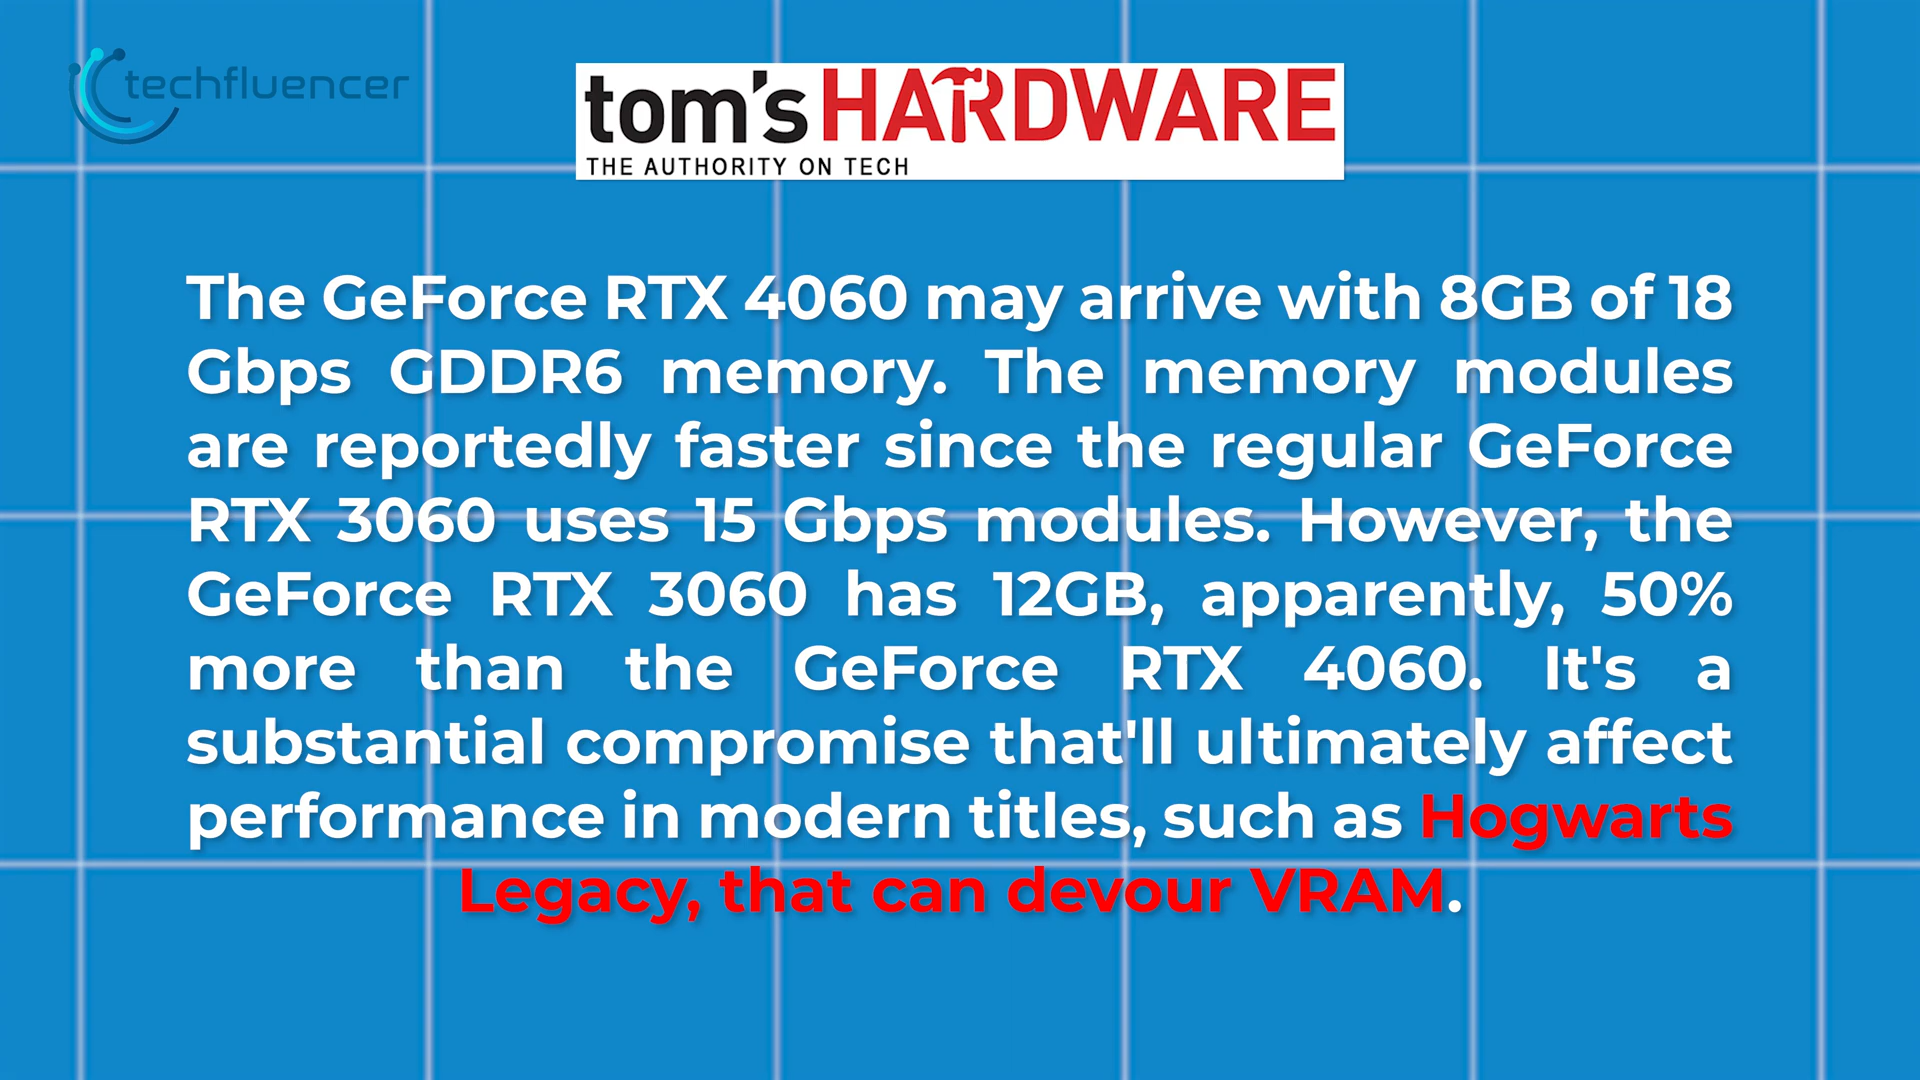 techfluencer
tom's HARDWARE
THE AUTHORITY ON TECH
The GeForce RTX 4060 may arrive with 8GB of 18
Gbps GDDR6 memory. The memory modules
are reportedly faster since the regular GeForce
RTX 3060 uses 15 Gbps modules. However, the
GeForce RTX 3060 has 12GB, apparently, 50%
more than the GeForce RTX 4060. It's a
substantial compromise that'll ultimately affect
performance in modern titles, such as Hogwarts
Legacy, that can devour VRAM.